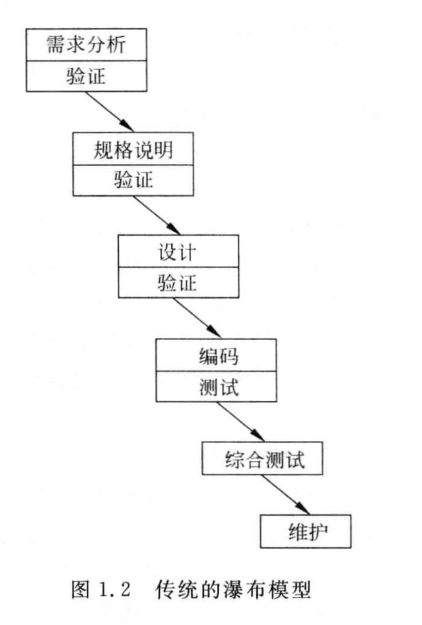 需求分析
验证
规格说明
验证
设计
验证
编码
测试
综合测试
维护
图 1.2 传统的瀑布模型